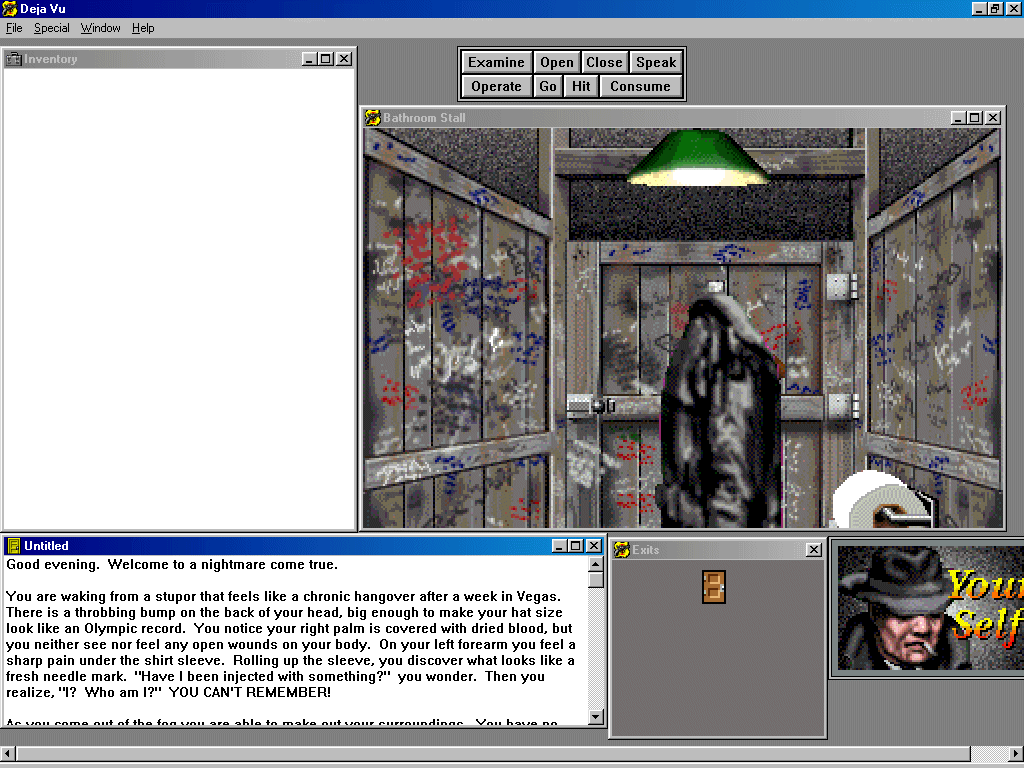 Deja Vu
File Special Window Help
Inventory
Examine Open Close Speak
Operate Go Hit Consume
Bathroom Stall
Untitled
Good evening. Welcome to a nightmare come true.
You are waking from a stupor that feels like a chronic hangover after a week in Vegas.
There is a throbbing bump on the back of your head, big enough to make your hat size
look like an Olympic record. You notice your right palm is covered with dried blood, but
you neither see nor feel any open wounds on your body. On your left forearm you feel a
sharp pain under the shirt sleeve. Rolling up the sleeve, you discover what looks like a
fresh needle mark. "Have I been injected with something?" you wonder. Then you
realize, "I? Who am I?" YOU CAN'T REMEMBER!
As you come out of the fog you are able to make out your surroundings. You have no
Exits
Your
Self